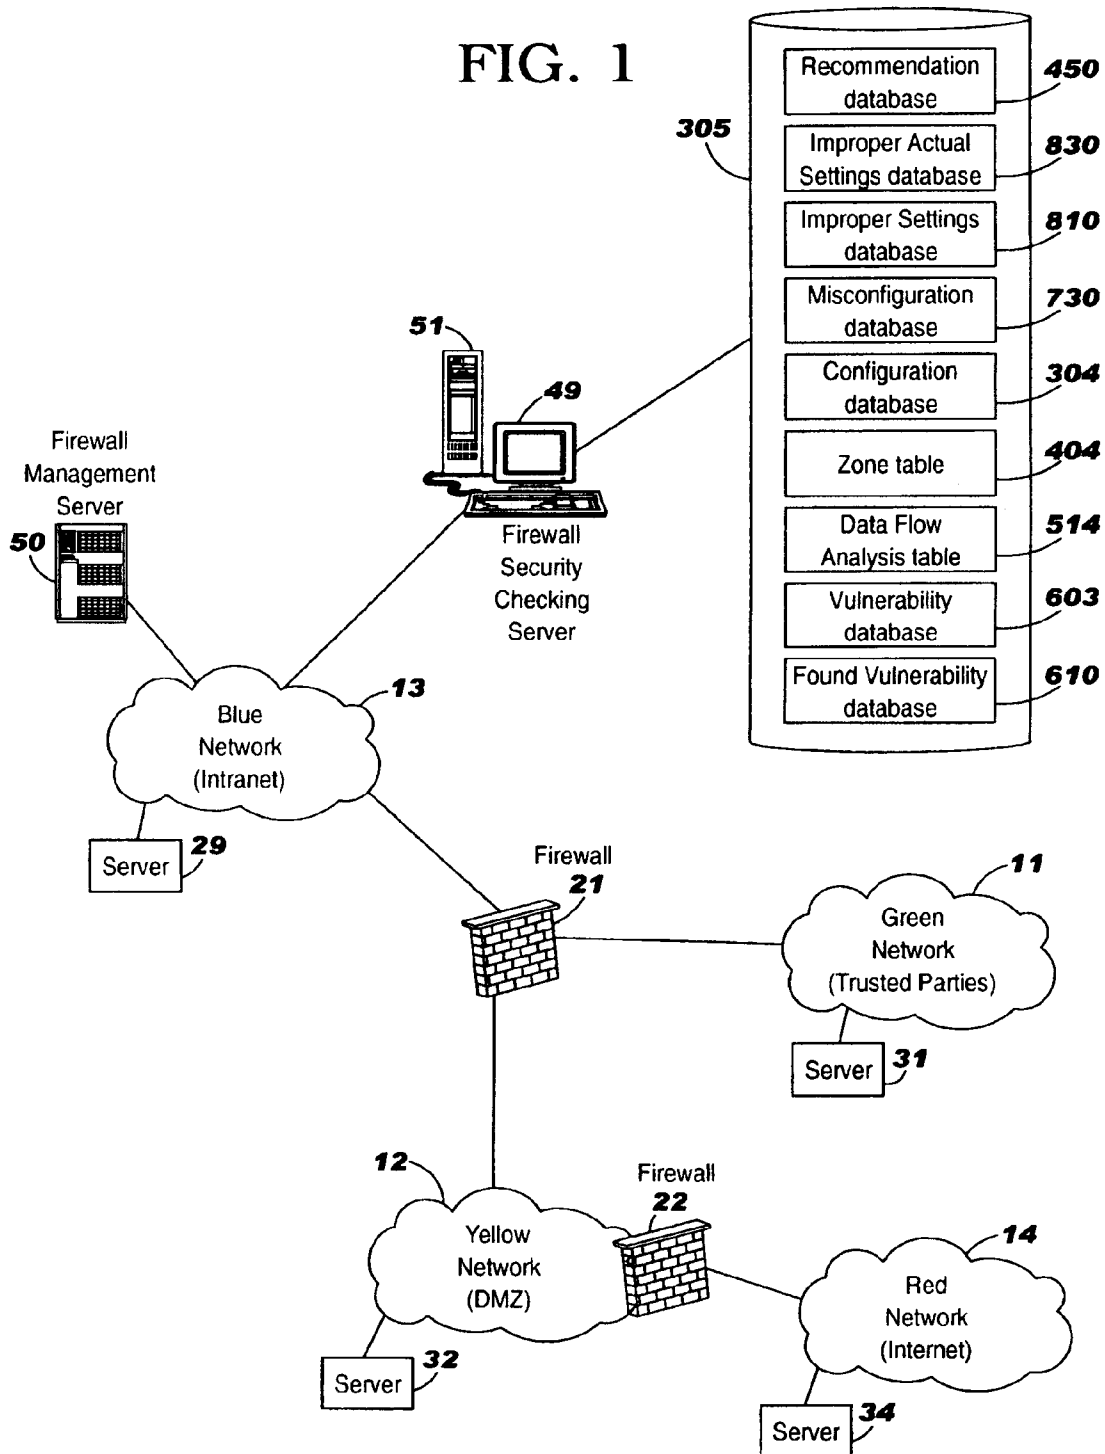 FIG. 1
305
Recommendation
database
450
Improper Actual
Settings database
830
Improper Settings
database
810
Misconfiguration
database
730
Configuration
database
304
Zone table
404
Data Flow
Analysis table
514
Vulnerability
database
603
Found Vulnerability
database
610
51
49
Firewall
Security
Checking
Server
Firewall
Management
Server
50
13
Blue
Network
(Intranet)
Server
29
Firewall
21
11
Green
Network
(Trusted Parties)
Server
31
12
Yellow
Network
(DMZ)
Firewall
22
14
Red
Network
(Internet)
Server
32
Server
34